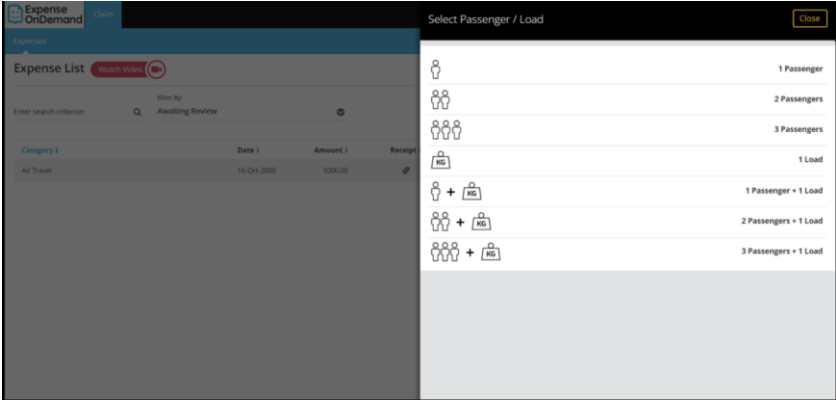 Expense
OnDemand
Claim
Expenses
Expense List Watch Video
Filter By:
Enter search criterion Awaiting Review
Category Date Amount Receipt
Air Travel 16-Oct-2000 5000.00
Select Passenger / Load Close
1 Passenger
2 Passengers
3 Passengers
KG 1 Load
+ KG 1 Passenger + 1 Load
+ KG 2 Passengers + 1 Load
+ KG 3 Passengers + 1 Load